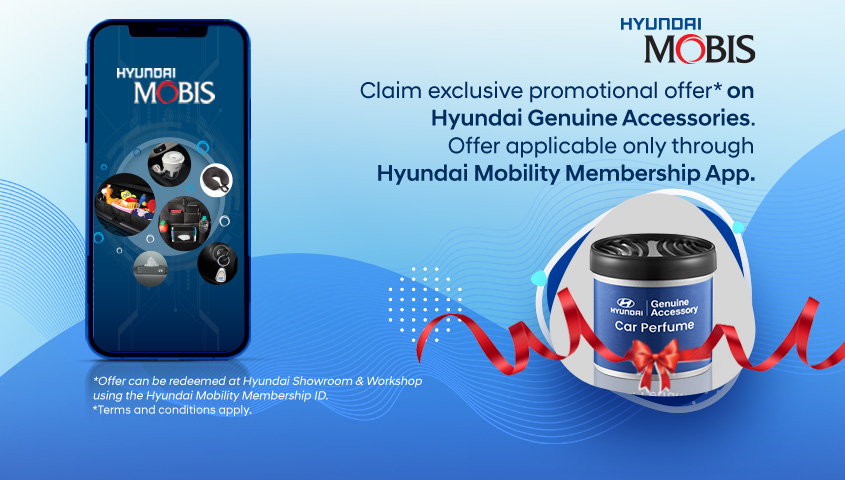 HYUNDAI
MOBIS
HYUNDAI
MOBIS
Claim exclusive promotional offer* on
Hyundai Genuine Accessories.
Offer applicable only through
Hyundai Mobility Membership App.
HYUNDAI
Genuine
Accessory
Car Perfume
*Offer can be redeemed at Hyundai Showroom & Workshop
using the Hyundai Mobility Membership ID.
*Terms and conditions apply.